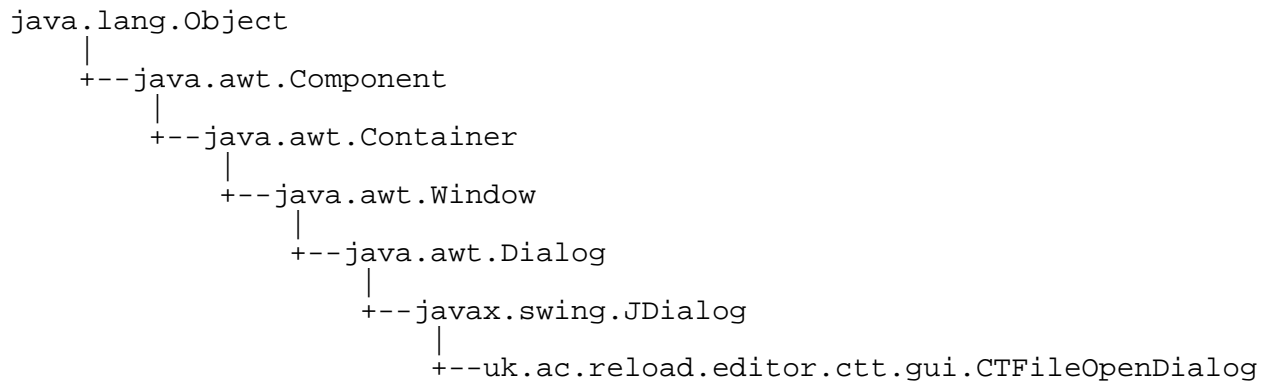 java.lang.Object
|
+--java.awt.Component
|
+--java.awt.Container
|
+--java.awt.Window
|
+--java.awt.Dialog
|
+--javax.swing.JDialog
|
+--uk.ac.reload.editor.ctt.gui.CTFileOpenDialog